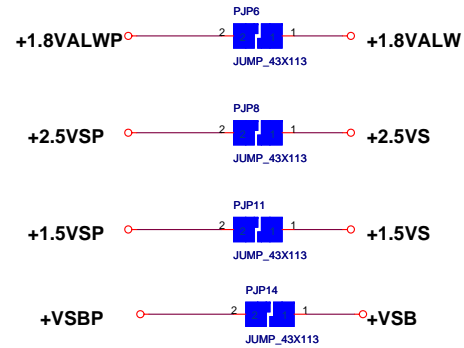 PJP6
+1.8VALWP 2 2 1 1 +1.8VALW
JUMP_43X113
PJP8
+2.5VSP 2 2 1 1 +2.5VS
JUMP_43X113
PJP11
+1.5VSP 2 2 1 1 +1.5VS
JUMP_43X113
PJP14
+VSBP 2 2 1 1 +VSB
JUMP_43X113